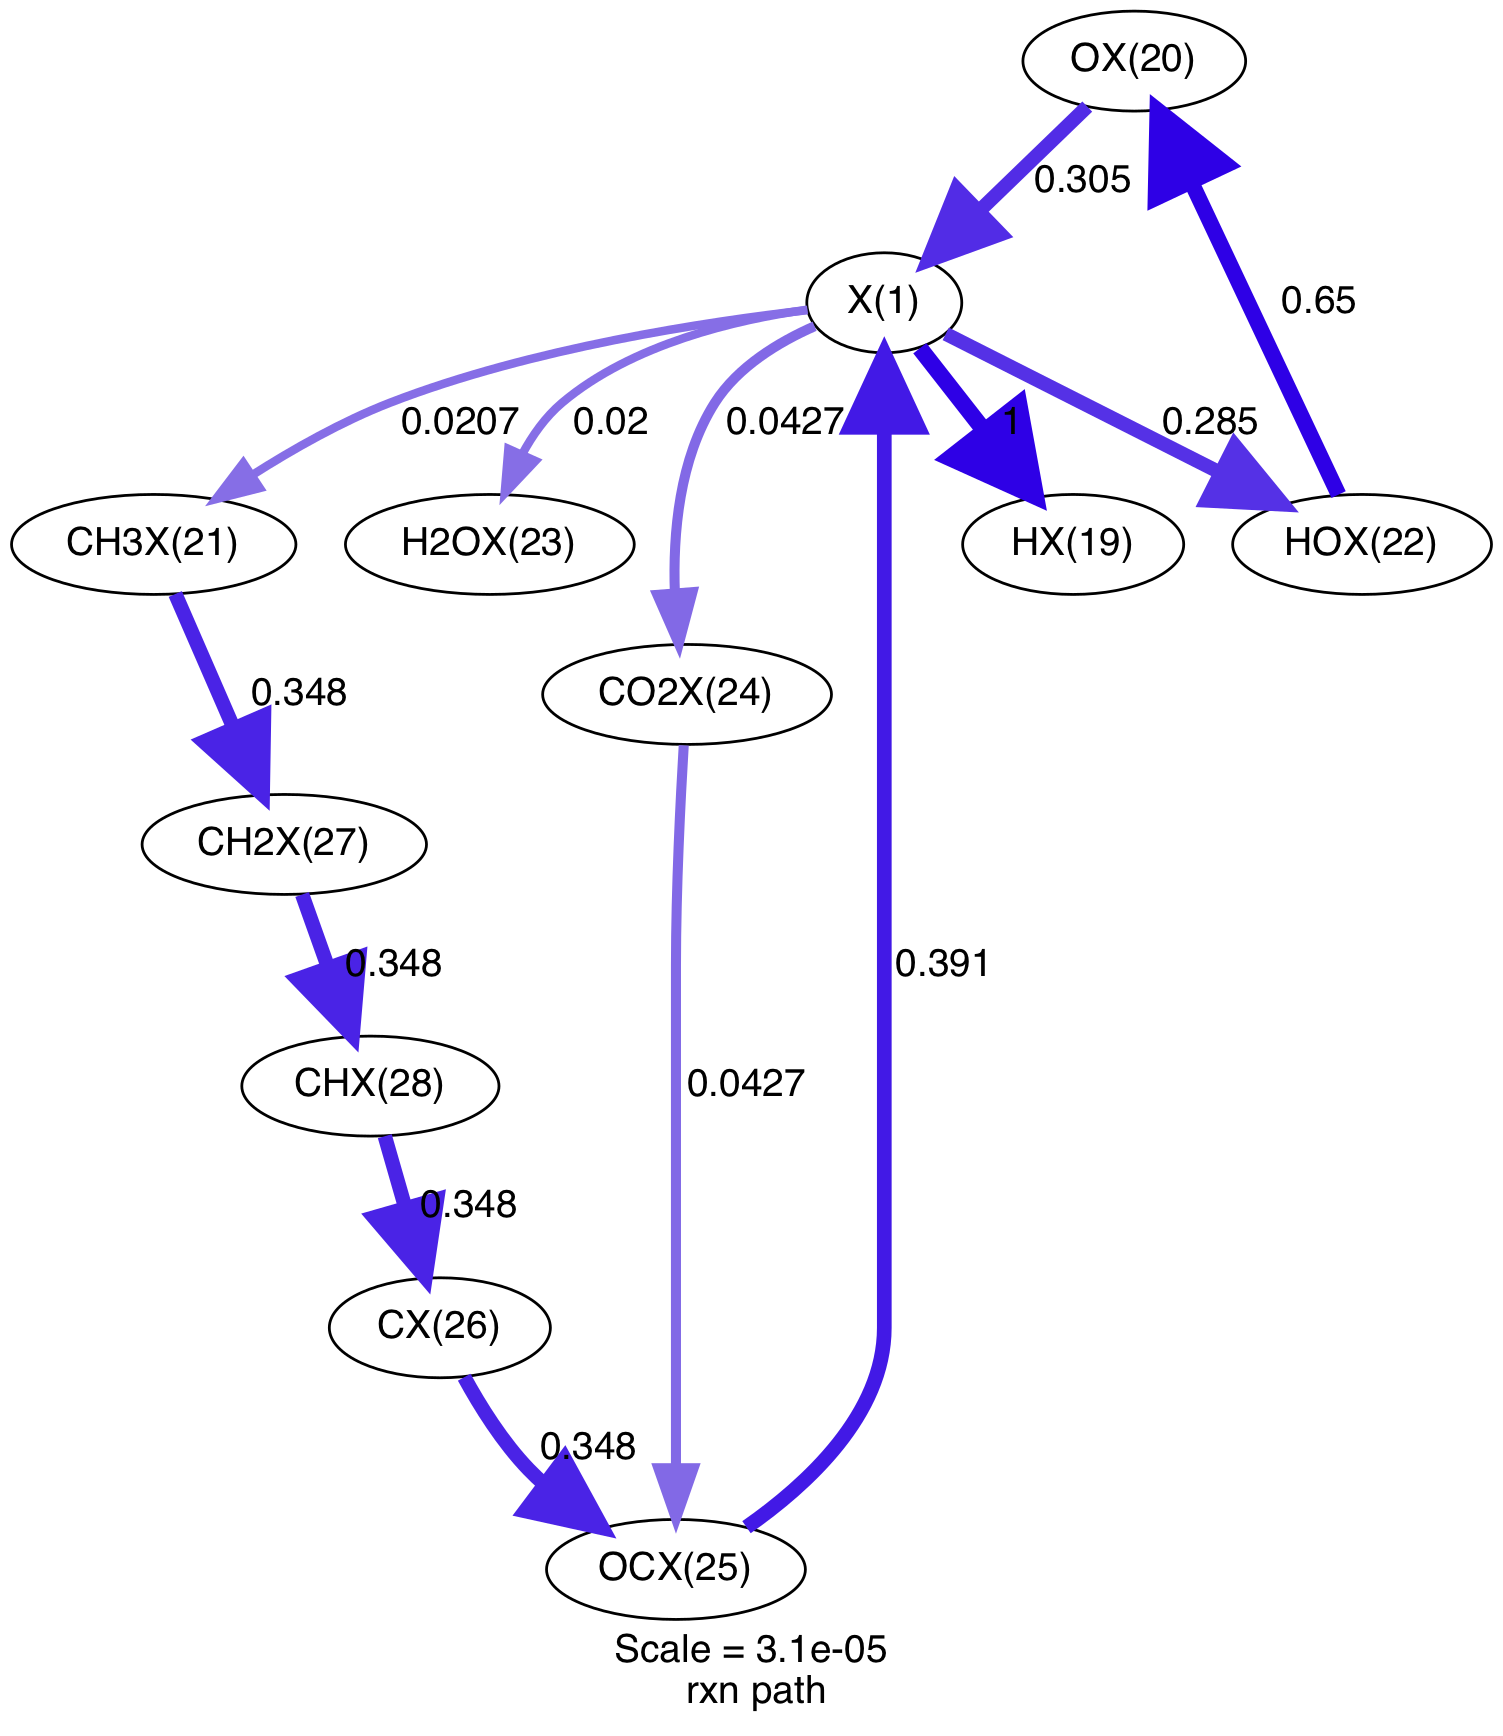 OX(20)
0.305
0.65
X(1)
0.0207
0.02
0.0427
1
0.285
CH3X(21)
H2OX(23)
HX(19)
HOX(22)
0.348
CO2X(24)
CH2X(27)
0.348
0.391
CHX(28)
0.0427
0.348
CX(26)
0.348
OCX(25)
Scale = 3.1e-05
rxn path